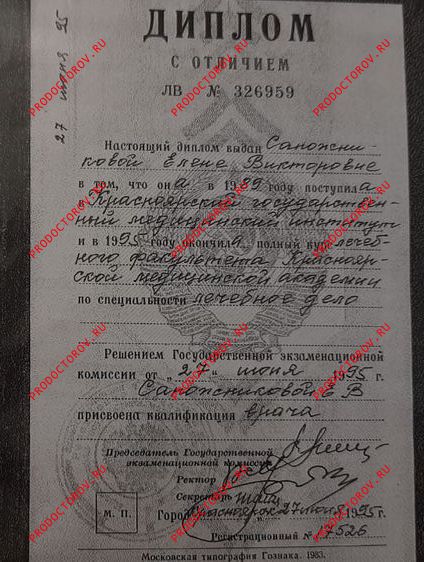 ДИПЛОМ
С ОТЛИЧИЕМ
ЛВ № 326959
27 июня 95
Настоящий диплом выдан Сапожни-
ковой Елене Викторовне
в том, что она в 1989 году поступила
в Красноярский государствен-
ный медицинский институт
и в 1995 году окончила полный курс лечеб-
ного факультета Краснояр-
ской медицинской академии
по специальности лечебное дело
Решением Государственной экзаменационной
комиссии от „27“ июня 1995 г.
Сапожниковой Е В
присвоена квалификация врача
Председатель Государственной
экзаменационной комиссии
Ректор
Секретарь
М. П.
Город Красноярск 27 июня 1995 г.
Регистрационный № 17526
Московская типография Гознака. 1983.
PRODOCTOROV.RU